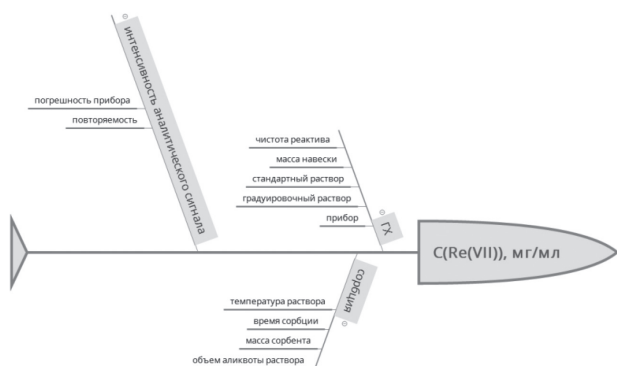 интенсивность аналитического сигнала
погрешность прибора
повторяемость
чистота реактива
масса навески
стандартный раствор
градуировочный раствор
прибор
ГХ
C(Re(VII)), мг/мл
сорбция
температура раствора
время сорбции
масса сорбента
объем аликвоты раствора